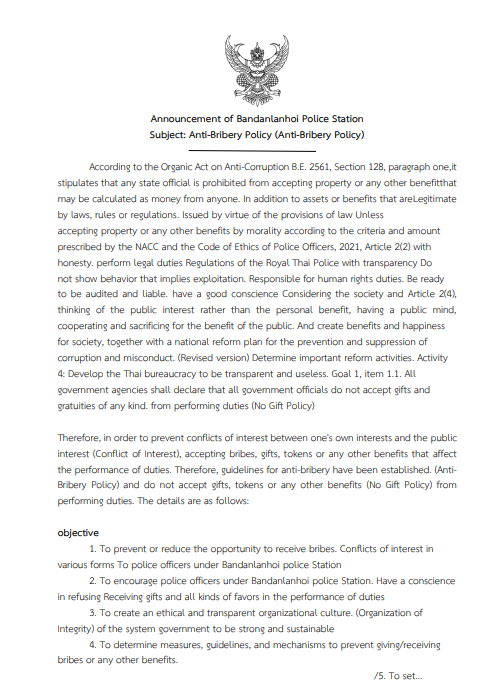 Announcement of Bandanlanhoi Police Station
Subject: Anti-Bribery Policy (Anti-Bribery Policy)
According to the Organic Act on Anti-Corruption B.E. 2561, Section 128, paragraph one,it
stipulates that any state official is prohibited from accepting property or any other benefitthat
may be calculated as money from anyone. In addition to assets or benefits that areLegitimate
by laws, rules or regulations. Issued by virtue of the provisions of law Unless
accepting property or any other benefits by morality according to the criteria and amount
prescribed by the NACC and the Code of Ethics of Police Officers, 2021, Article 2(2) with
honesty. perform legal duties Regulations of the Royal Thai Police with transparency Do
not show behavior that implies exploitation. Responsible for human rights duties. Be ready
to be audited and liable. have a good conscience Considering the society and Article 2(4),
thinking of the public interest rather than the personal benefit, having a public mind,
cooperating and sacrificing for the benefit of the public. And create benefits and happiness
for society, together with a national reform plan for the prevention and suppression of
corruption and misconduct. (Revised version) Determine important reform activities. Activity
4: Develop the Thai bureaucracy to be transparent and useless. Goal 1, item 1.1. All
government agencies shall declare that all government officials do not accept gifts and
gratuities of any kind. from performing duties (No Gift Policy)
Therefore, in order to prevent conflicts of interest between one's own interests and the public
interest (Conflict of Interest), accepting bribes, gifts, tokens or any other benefits that affect
the performance of duties. Therefore, guidelines for anti-bribery have been established. (Anti-
Bribery Policy) and do not accept gifts, tokens or any other benefits (No Gift Policy) from
performing duties. The details are as follows:
objective
1. To prevent or reduce the opportunity to receive bribes. Conflicts of interest in
various forms To police officers under Bandanlanhoi police Station
2. To encourage police officers under Bandanlanhoi police Station. Have a conscience
in refusing Receiving gifts and all kinds of favors in the performance of duties
3. To create an ethical and transparent organizational culture. (Organization of
Integrity) of the system government to be strong and sustainable
4. To determine measures, guidelines, and mechanisms to prevent giving/receiving
bribes or any other benefits.
/5. To set...